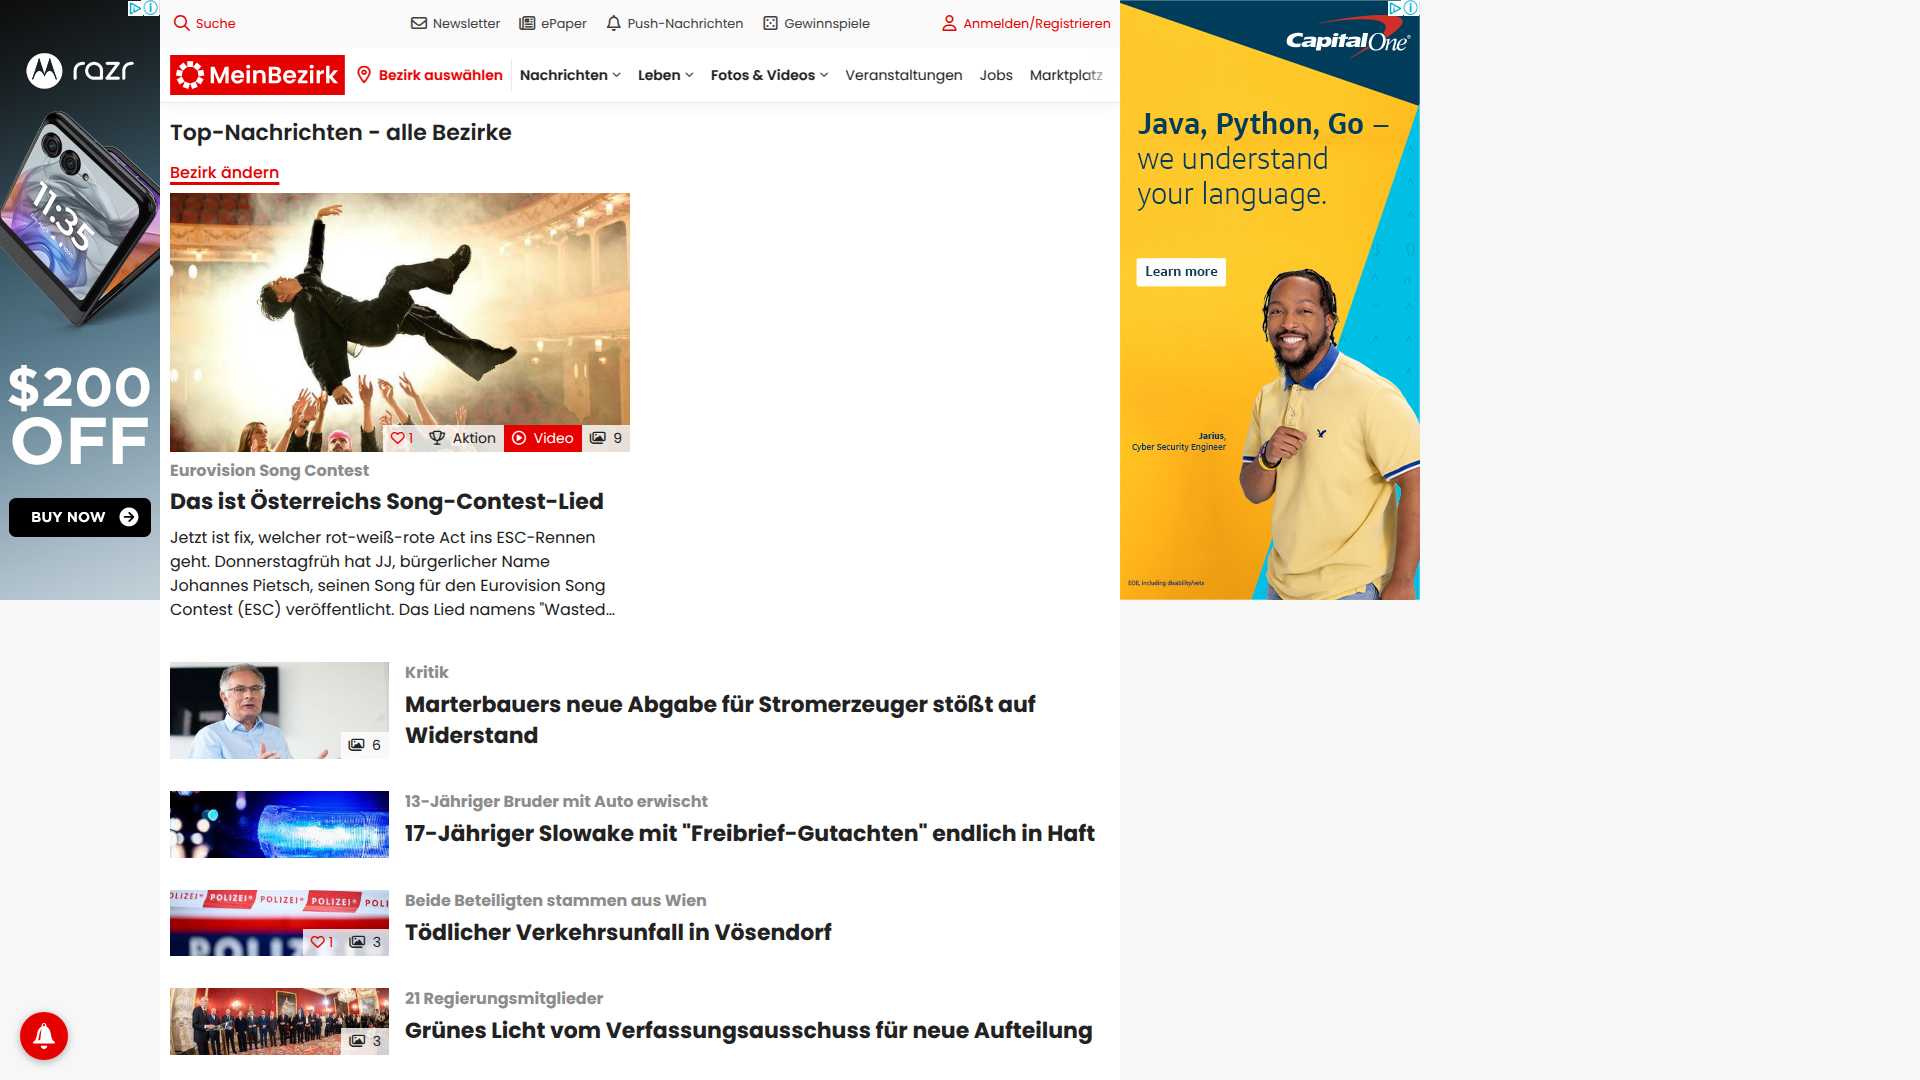 Suche
Newsletter
ePaper
Push-Nachrichten
Gewinnspiele
Anmelden/Registrieren
MeinBezirk
Bezirk auswählen
Nachrichten
Leben
Fotos & Videos
Veranstaltungen
Jobs
Marktplatz
razr
11:35
$200
OFF
BUY NOW
Top-Nachrichten - alle Bezirke
Bezirk ändern
1
Aktion
Video
9
Eurovision Song Contest
Das ist Österreichs Song-Contest-Lied
Jetzt ist fix, welcher rot-weiß-rote Act ins ESC-Rennen
geht. Donnerstagfrüh hat JJ, bürgerlicher Name
Johannes Pietsch, seinen Song für den Eurovision Song
Contest (ESC) veröffentlicht. Das Lied namens "Wasted...
6
Kritik
Marterbauers neue Abgabe für Stromerzeuger stößt auf
Widerstand
13-Jähriger Bruder mit Auto erwischt
17-Jähriger Slowake mit "Freibrief-Gutachten" endlich in Haft
POLIZEI POLIZEI POLIZEI
POLIZEI
1
3
Beide Beteiligten stammen aus Wien
Tödlicher Verkehrsunfall in Vösendorf
3
21 Regierungsmitglieder
Grünes Licht vom Verfassungsausschuss für neue Aufteilung
Capital One
Java, Python, Go –
we understand
your language.
Learn more
Jarius,
Cyber Security Engineer
EOE, including disability/vets